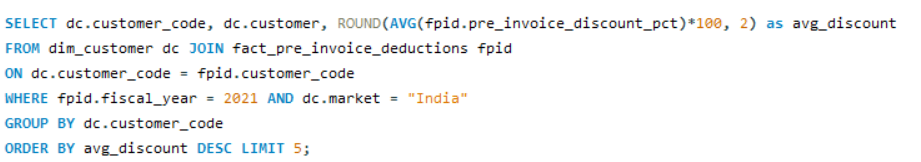 SELECT dc.customer_code, dc.customer, ROUND(AVG(fpid.pre_invoice_discount_pct)*100, 2) as avg_discount
FROM dim_customer dc JOIN fact_pre_invoice_deductions fpid
ON dc.customer_code = fpid.customer_code
WHERE fpid.fiscal_year = 2021 AND dc.market = "India"
GROUP BY dc.customer_code
ORDER BY avg_discount DESC LIMIT 5;